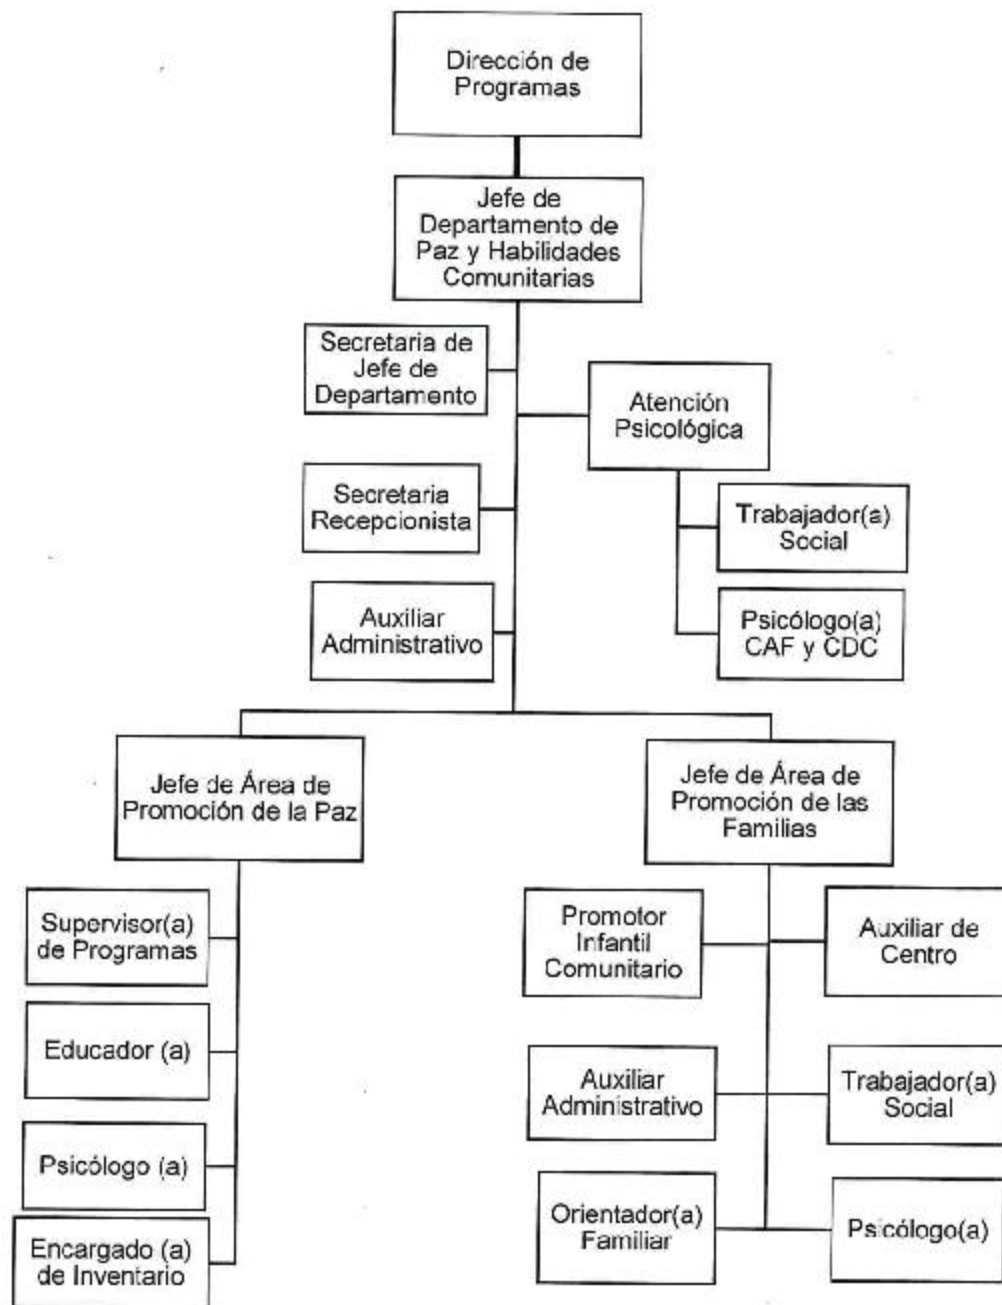 Dirección de
Programas
Jefe de
Departamento de
Paz y Habilidades
Comunitarias
Secretaria de
Jefe de
Departamento
Atención
Psicológica
Secretaria
Recepcionista
Trabajador(a)
Social
Auxiliar
Administrativo
Psicólogo(a)
CAF y CDC
Jefe de Área de
Promoción de la Paz
Jefe de Área de
Promoción de las
Familias
Supervisor(a)
de Programas
Educador (a)
Psicólogo (a)
Encargado (a)
de Inventario
Promotor
Infantil
Comunitario
Auxiliar de
Centro
Auxiliar
Administrativo
Trabajador(a)
Social
Orientador(a)
Familiar
Psicólogo(a)